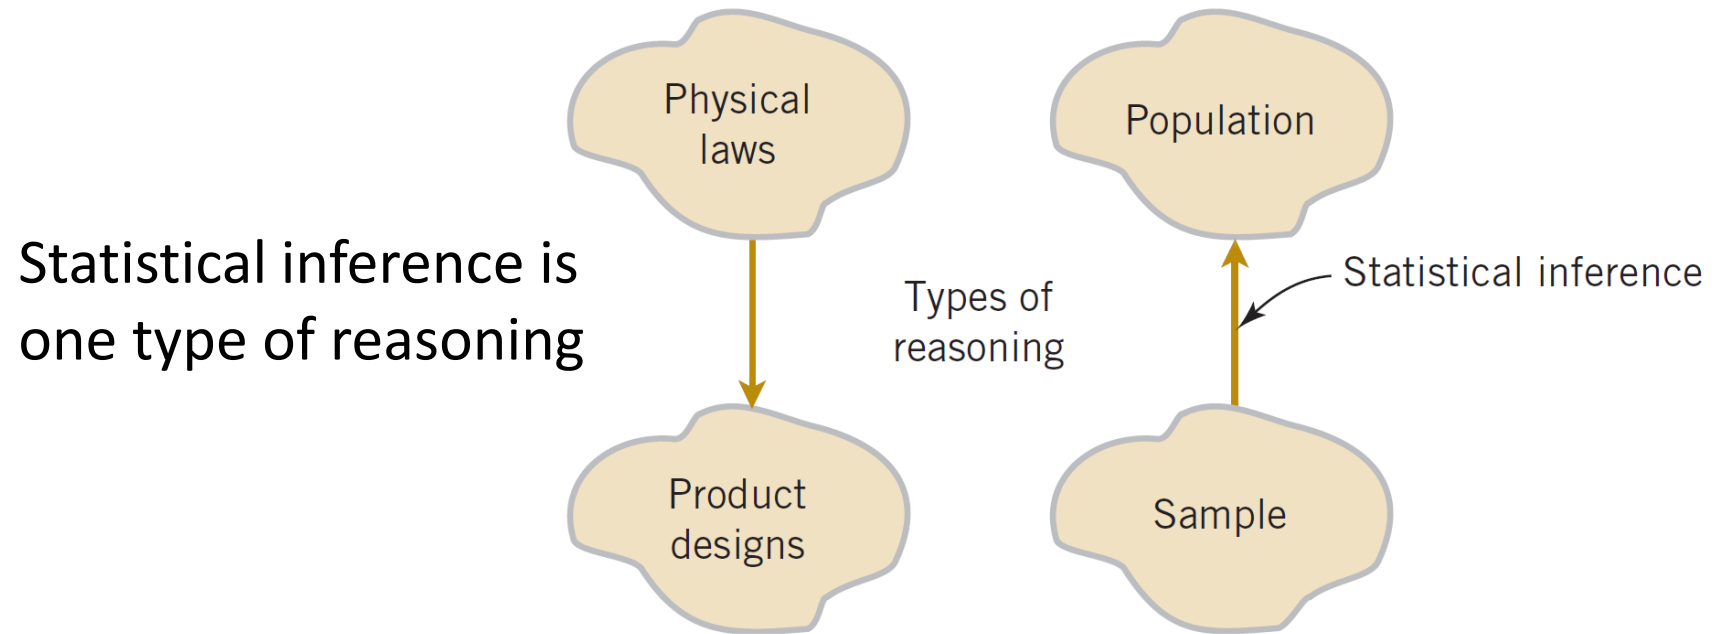 Statistical inference is
one type of reasoning
Physical
laws
Product
designs
Types of
reasoning
Population
Statistical inference
Sample